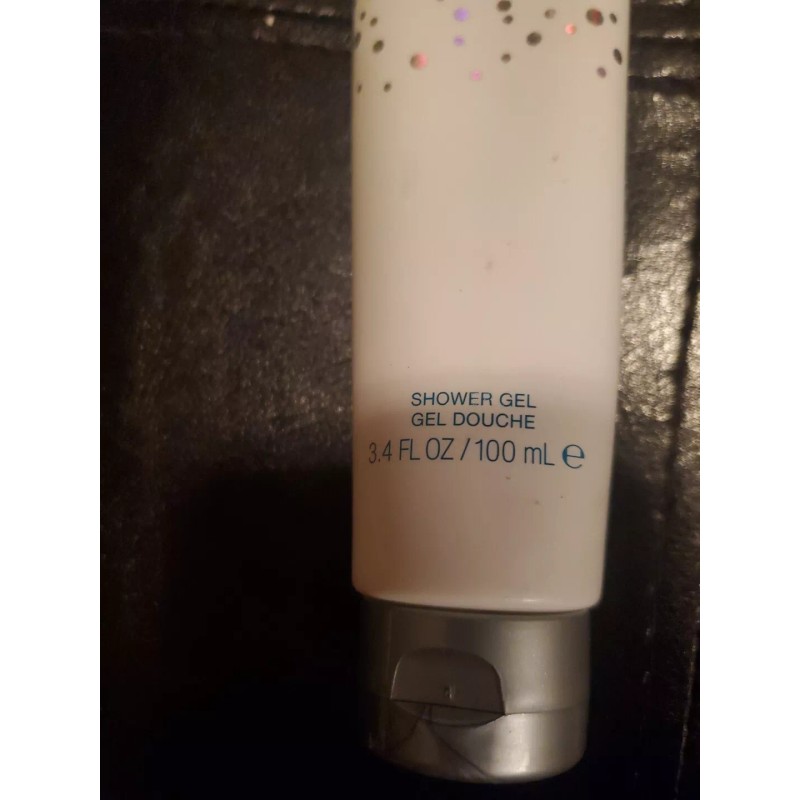 SHOWER GEL
GEL DOUCHE
3.4 FL OZ / 100 mL ℮